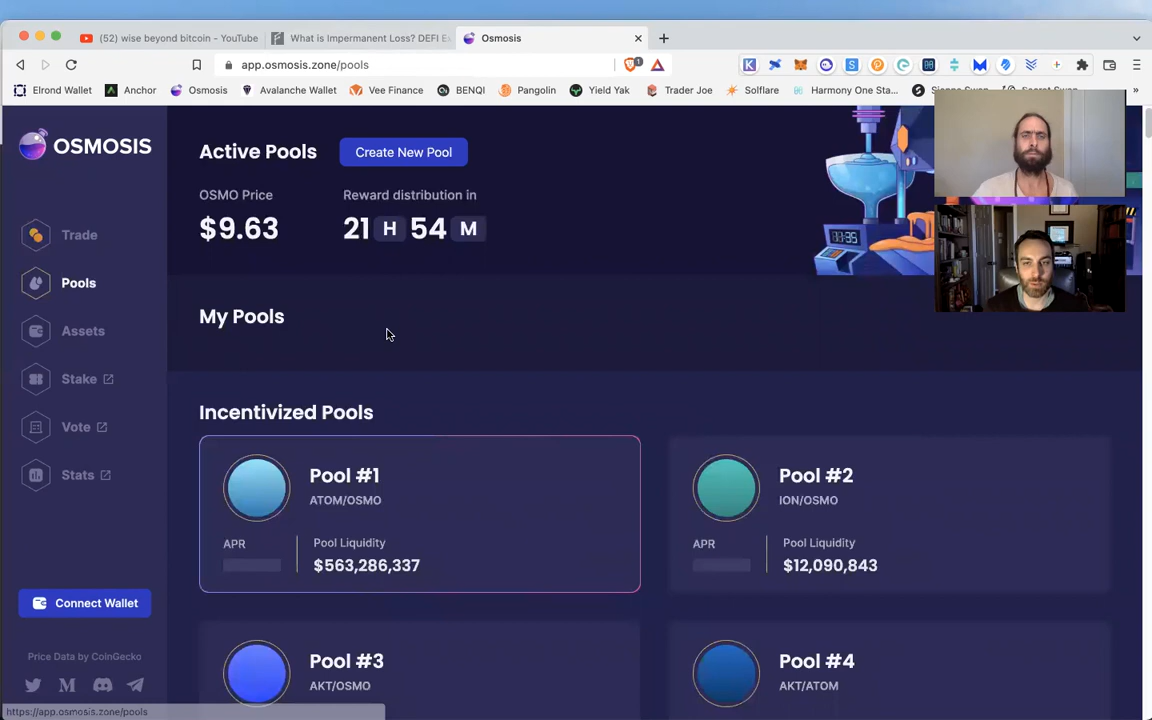 (52) wise beyond bitcoin - YouTube
What is Impermanent Loss? DEFI E
Osmosis
app.osmosis.zone/pools
1
Elrond Wallet
Anchor
Osmosis
Avalanche Wallet
Vee Finance
BENQI
Pangolin
Yield Yak
Trader Joe
Solflare
Harmony One Sta...
OSMOSIS
Trade
Pools
Assets
Stake
Vote
Stats
Connect Wallet
Price Data by CoinGecko
Active Pools
Create New Pool
OSMO Price
Reward distribution in
$9.63
21 H 54 M
My Pools
Incentivized Pools
Pool #1
ATOM/OSMO
APR
Pool Liquidity
$563,286,337
Pool #2
ION/OSMO
APR
Pool Liquidity
$12,090,843
Pool #3
AKT/OSMO
Pool #4
AKT/ATOM
https://app.osmosis.zone/pools